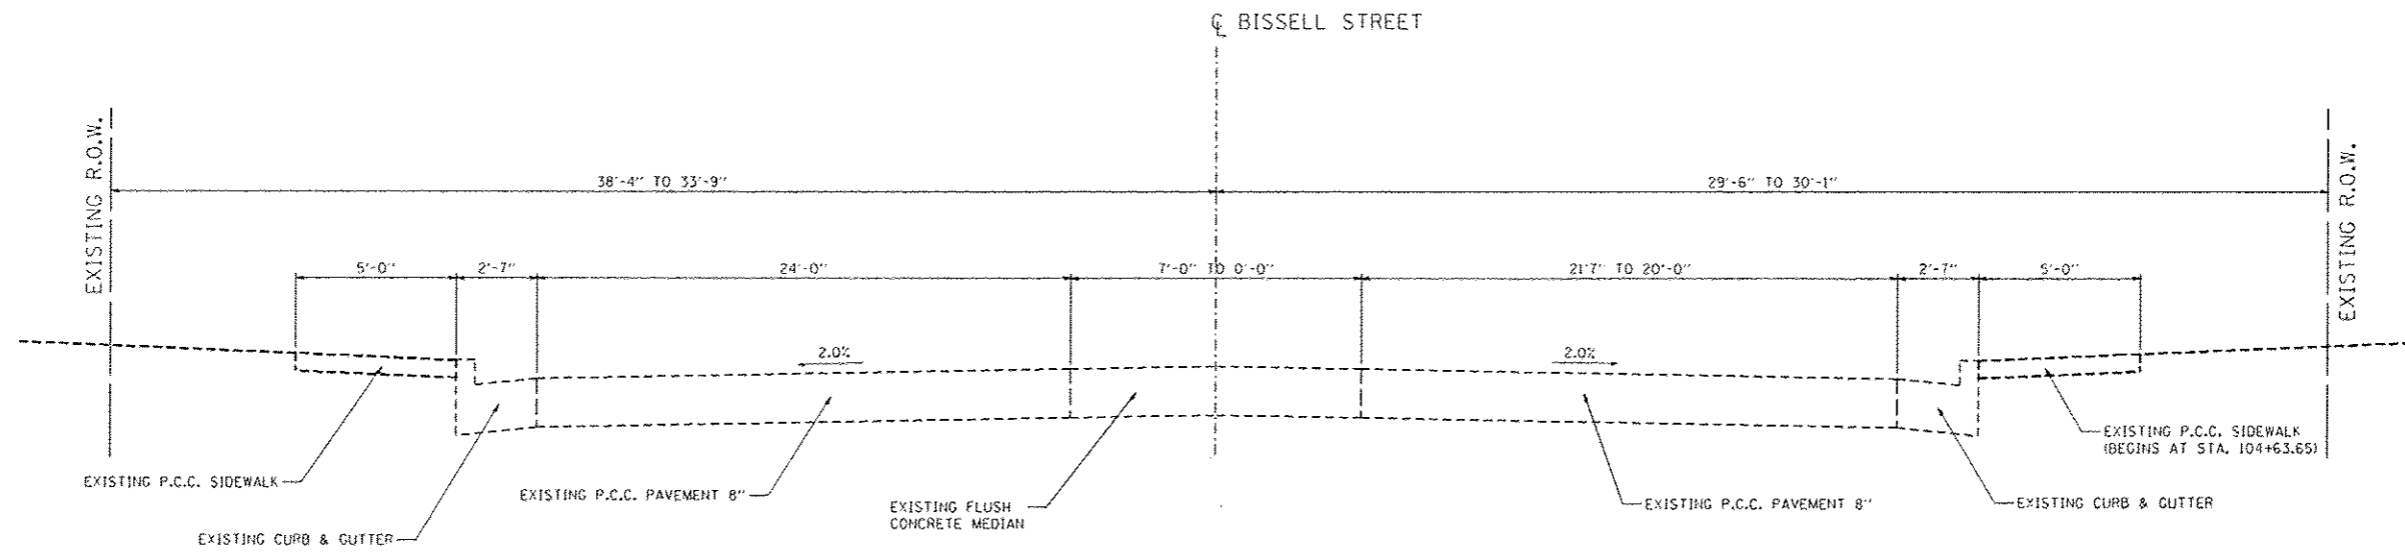 ℄ BISSELL STREET
EXISTING R.O.W.
38'-4" TO 33'-9"
29'-6" TO 30'-1"
EXISTING R.O.W.
5'-0"
2'-7"
24'-0"
7'-0" TO 0'-0"
21'7" TO 20'-0"
2'-7"
5'-0"
2.0%
2.0%
EXISTING P.C.C. SIDEWALK
EXISTING CURB & GUTTER
EXISTING P.C.C. PAVEMENT 8"
EXISTING FLUSH
CONCRETE MEDIAN
EXISTING P.C.C. PAVEMENT 8"
EXISTING CURB & GUTTER
EXISTING P.C.C. SIDEWALK
(BEGINS AT STA. 104+63.65)